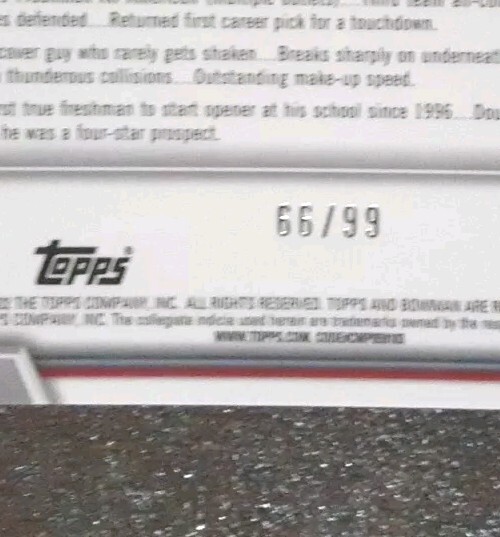 s defended....Returned first career pick for a touchdown.
cover guy who rarely gets shaken....Breaks sharply on underneat
thunderous collisions....Outstanding make-up speed.
st true freshman to start opener at his school since 1996....Dou
he was a four-star prospect.
66/99
Topps®
THE TOPPS COMPANY, INC. ALL RIGHTS RESERVED. TOPPS AND BOWMAN ARE R
S COMPANY, INC. The collegiate indicia used herein are trademarks owned by the res
WWW.TOPPS.COM